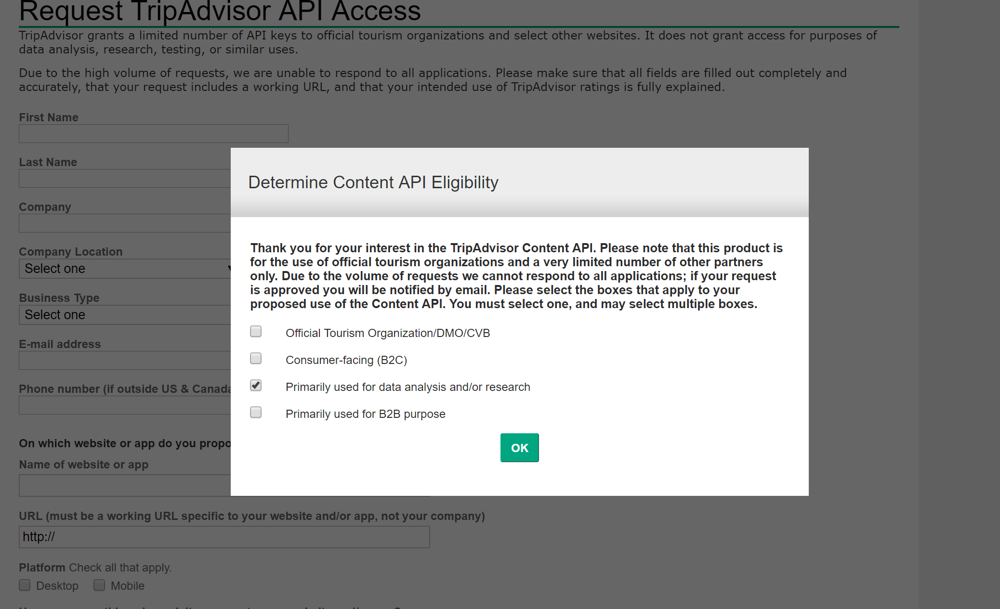 Request TripAdvisor API Access
TripAdvisor grants a limited number of API keys to official tourism organizations and select other websites. It does not grant access for purposes of
data analysis, research, testing, or similar uses.
Due to the high volume of requests, we are unable to respond to all applications. Please make sure that all fields are filled out completely and
accurately, that your request includes a working URL, and that your intended use of TripAdvisor ratings is fully explained.
First Name
Last Name
Company
Company Location
Select one
Business Type
Select one
E-mail address
Phone number (if outside US & Canada
Determine Content API Eligibility
Thank you for your interest in the TripAdvisor Content API. Please note that this product is
for the use of official tourism organizations and a very limited number of other partners
only. Due to the volume of requests we cannot respond to all applications; if your request
is approved you will be notified by email. Please select the boxes that apply to your
proposed use of the Content API. You must select one, and may select multiple boxes.
Official Tourism Organization/DMO/CVB
Consumer-facing (B2C)
Primarily used for data analysis and/or research
Primarily used for B2B purpose
OK
On which website or app do you propo
Name of website or app
URL (must be a working URL specific to your website and/or app, not your company)
http://
Platform Check all that apply.
Desktop Mobile